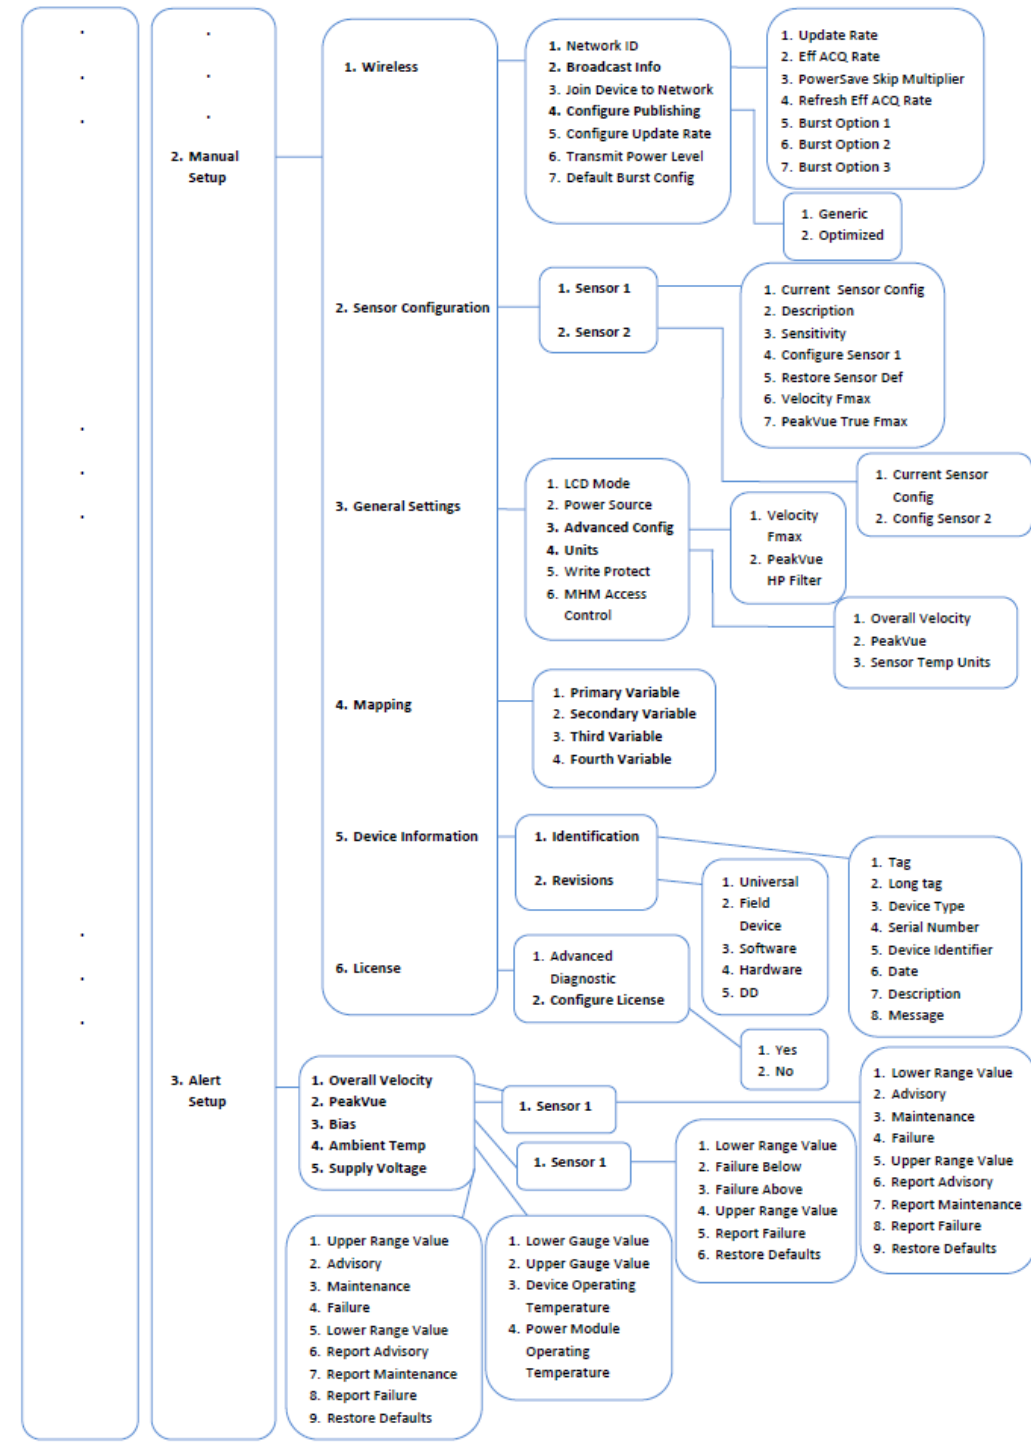 2. Manual
Setup
1. Wireless
1. Network ID
2. Broadcast Info
3. Join Device to Network
4. Configure Publishing
5. Configure Update Rate
6. Transmit Power Level
7. Default Burst Config
1. Update Rate
2. Eff ACQ Rate
3. PowerSave Skip Multiplier
4. Refresh Eff ACQ Rate
5. Burst Option 1
6. Burst Option 2
7. Burst Option 3
1. Generic
2. Optimized
2. Sensor Configuration
1. Sensor 1
2. Sensor 2
1. Current Sensor Config
2. Description
3. Sensitivity
4. Configure Sensor 1
5. Restore Sensor Def
6. Velocity Fmax
7. PeakVue True Fmax
1. Current Sensor
Config
2. Config Sensor 2
3. General Settings
1. LCD Mode
2. Power Source
3. Advanced Config
4. Units
5. Write Protect
6. MHM Access
Control
1. Velocity
Fmax
2. PeakVue
HP Filter
1. Overall Velocity
2. PeakVue
3. Sensor Temp Units
4. Mapping
1. Primary Variable
2. Secondary Variable
3. Third Variable
4. Fourth Variable
5. Device Information
1. Identification
2. Revisions
1. Universal
2. Field
Device
3. Software
4. Hardware
5. DD
1. Tag
2. Long tag
3. Device Type
4. Serial Number
5. Device Identifier
6. Date
7. Description
8. Message
6. License
1. Advanced
Diagnostic
2. Configure License
1. Yes
2. No
3. Alert
Setup
1. Overall Velocity
2. PeakVue
3. Bias
4. Ambient Temp
5. Supply Voltage
1. Sensor 1
1. Sensor 1
1. Lower Range Value
2. Failure Below
3. Failure Above
4. Upper Range Value
5. Report Failure
6. Restore Defaults
1. Lower Range Value
2. Advisory
3. Maintenance
4. Failure
5. Upper Range Value
6. Report Advisory
7. Report Maintenance
8. Report Failure
9. Restore Defaults
1. Upper Range Value
2. Advisory
3. Maintenance
4. Failure
5. Lower Range Value
6. Report Advisory
7. Report Maintenance
8. Report Failure
9. Restore Defaults
1. Lower Gauge Value
2. Upper Gauge Value
3. Device Operating
Temperature
4. Power Module
Operating
Temperature